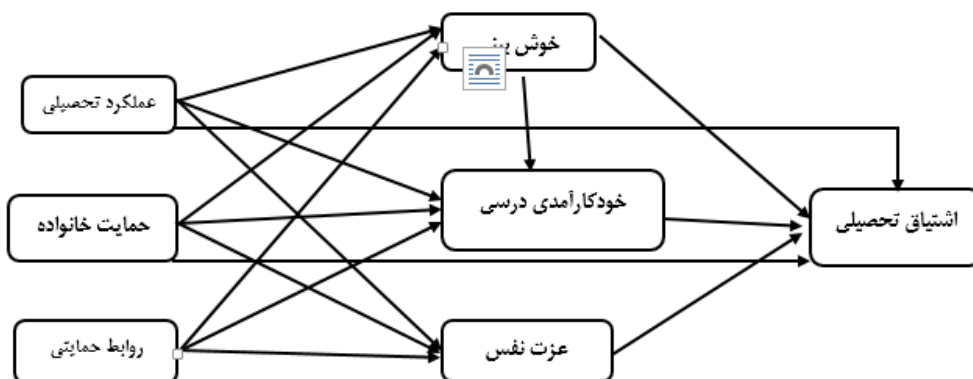 خوش
عملکرد تحصیلی
خودکارآمدی درسی
حمایت خانواده
اشتیاق تحصیلی
روابط حمایتی
عزت نفس